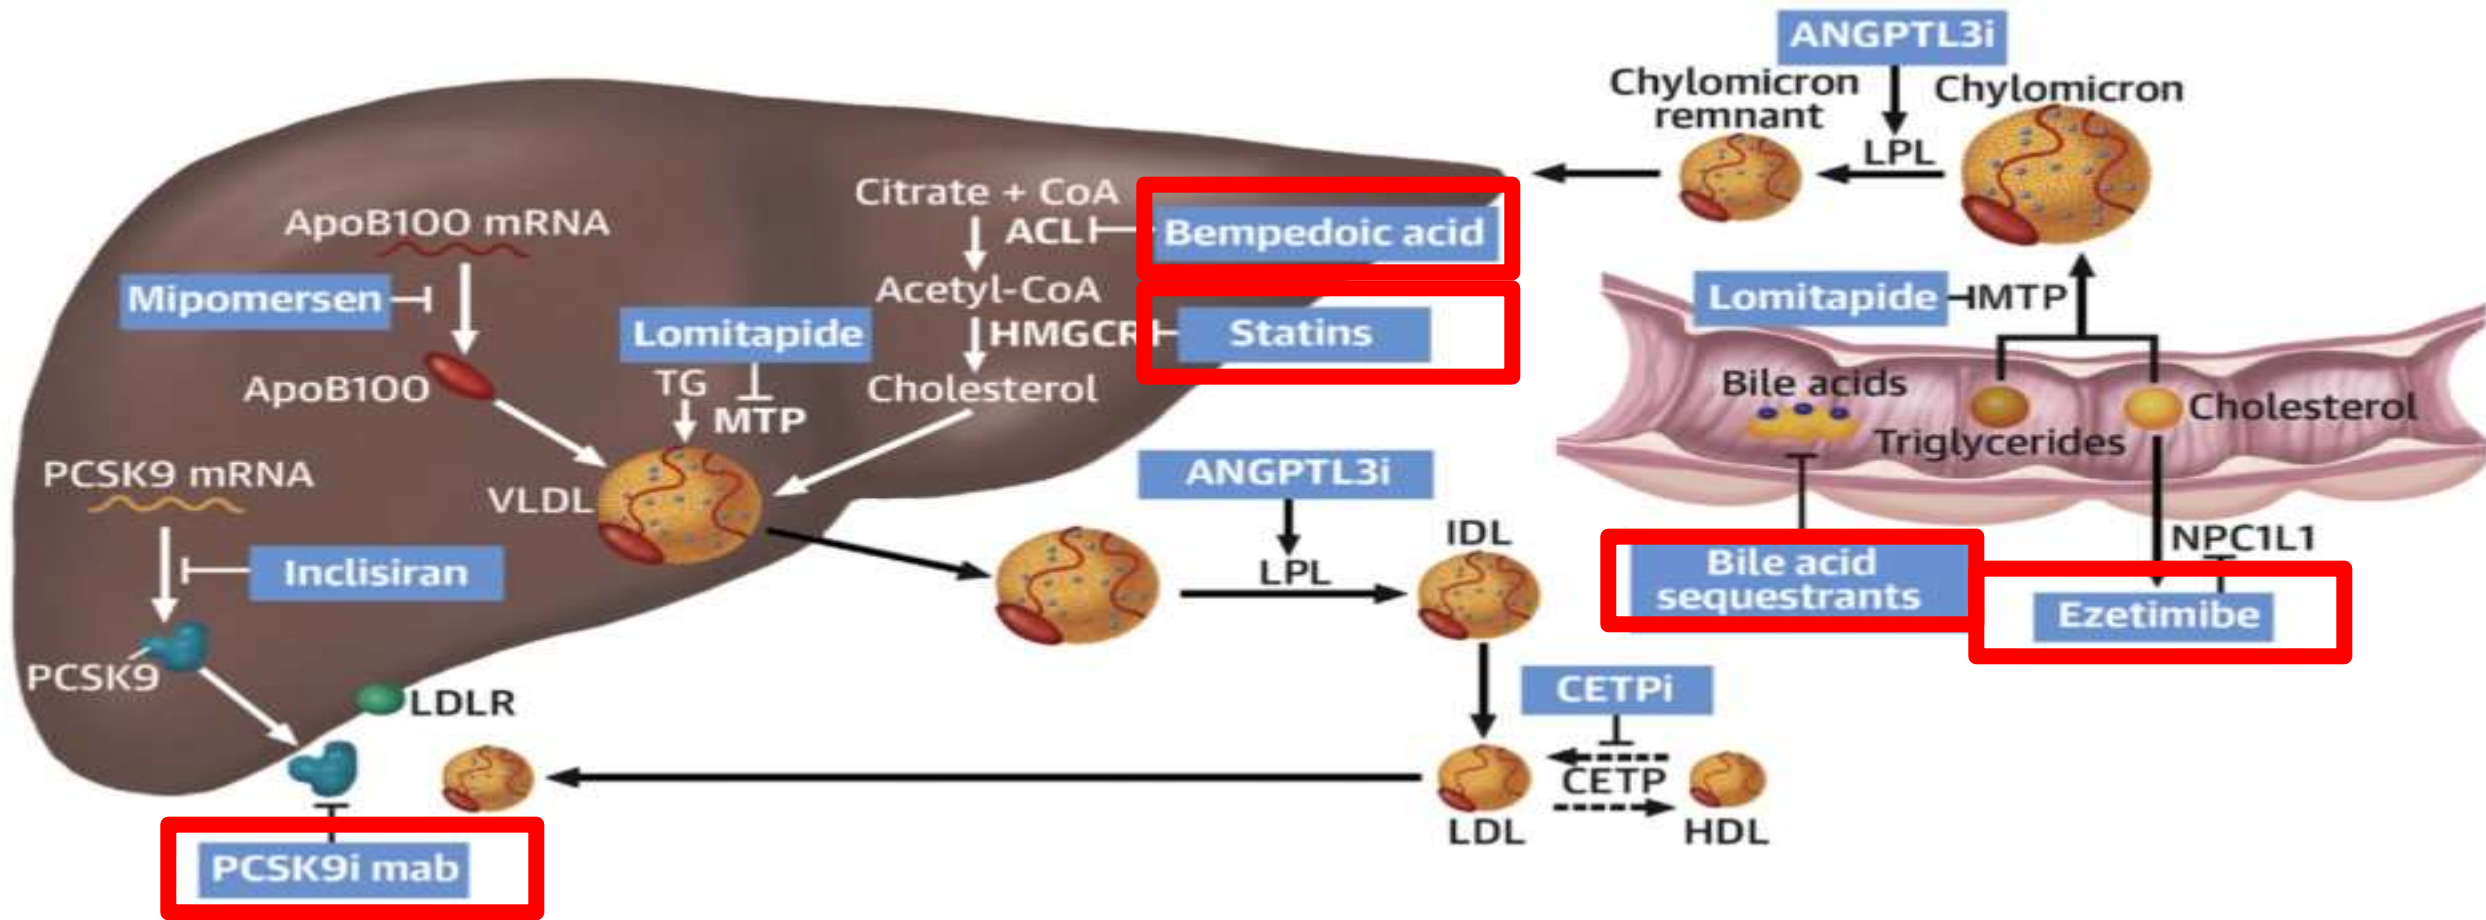 ANGPTL3i
Chylomicron
remnant
Chylomicron
LPL
Citrate + CoA
ACL
Bempedoic acid
Acetyl-CoA
HMGCR
Statins
Cholesterol
ApoB100 mRNA
Mipomersen
ApoB100
Lomitapide
TG
MTP
VLDL
PCSK9 mRNA
Inclisiran
PCSK9
LDLR
PCSK9i mab
ANGPTL3i
LPL
IDL
CETPi
CETP
LDL
HDL
Lomitapide
MTP
Bile acids
Triglycerides
Cholesterol
NPC1L1
Bile acid
sequestrants
Ezetimibe